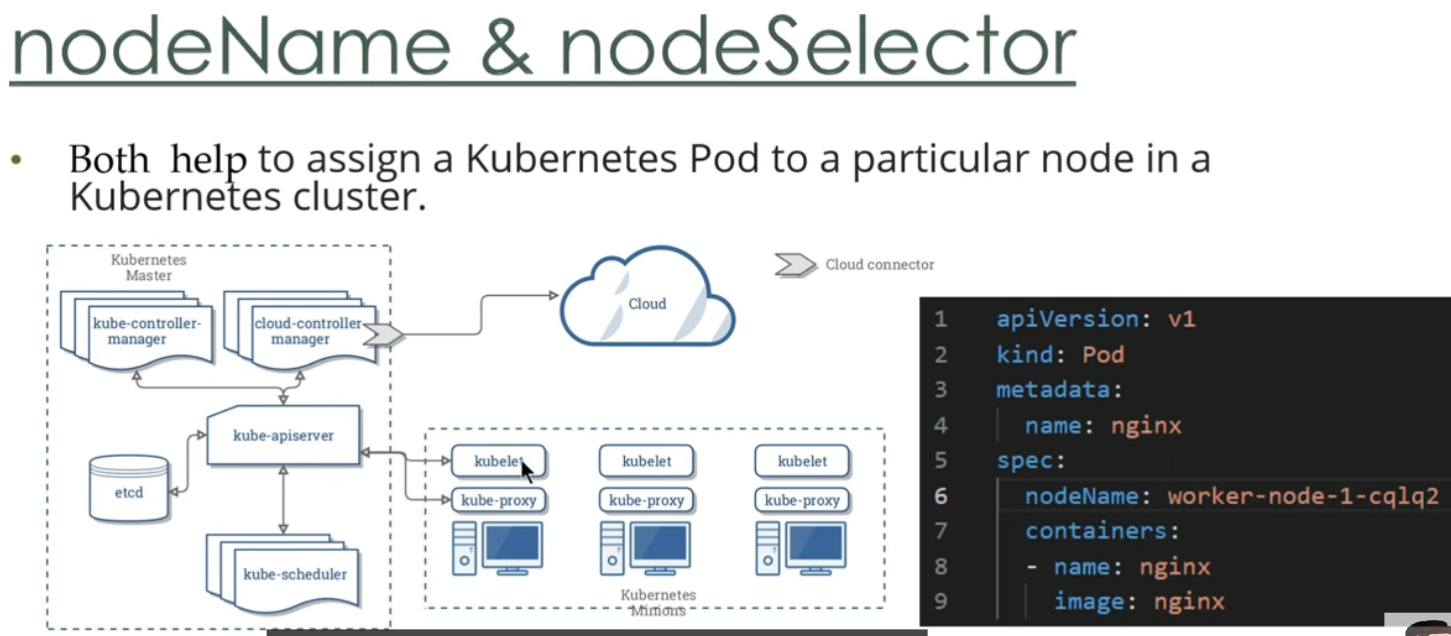 nodeName & nodeSelector
• Both help to assign a Kubernetes Pod to a particular node in a
Kubernetes cluster.
Kubernetes
Master
kube-controller-
manager
cloud-controller
manager
Cloud
Cloud connector
kube-apiserver
etcd
kube-scheduler
kubelet
kubelet
kubelet
kube-proxy
kube-proxy
kube-proxy
Kubernetes
Minions
1 apiVersion: v1
2 kind: Pod
3 metadata:
4 name: nginx
5 spec:
6 nodeName: worker-node-1-cqlq2
7 containers:
8 - name: nginx
9 image: nginx